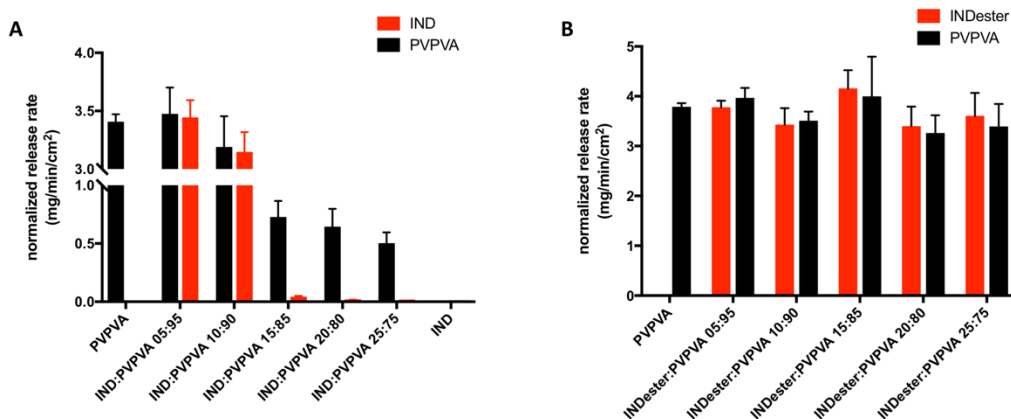 A
IND
PVPVA
normalized release rate
(mg/min/cm²)
4.0
3.5
3.0
1.0
0.5
0.0
PVPVA
IND:PVPVA 05:95
IND:PVPVA 10:90
IND:PVPVA 15:85
IND:PVPVA 20:80
IND:PVPVA 25:75
IND
B
INDester
PVPVA
normalized release rate
(mg/min/cm²)
5
4
3
2
1
0
PVPVA
INDester:PVPVA 05:95
INDester:PVPVA 10:90
INDester:PVPVA 15:85
INDester:PVPVA 20:80
INDester:PVPVA 25:75